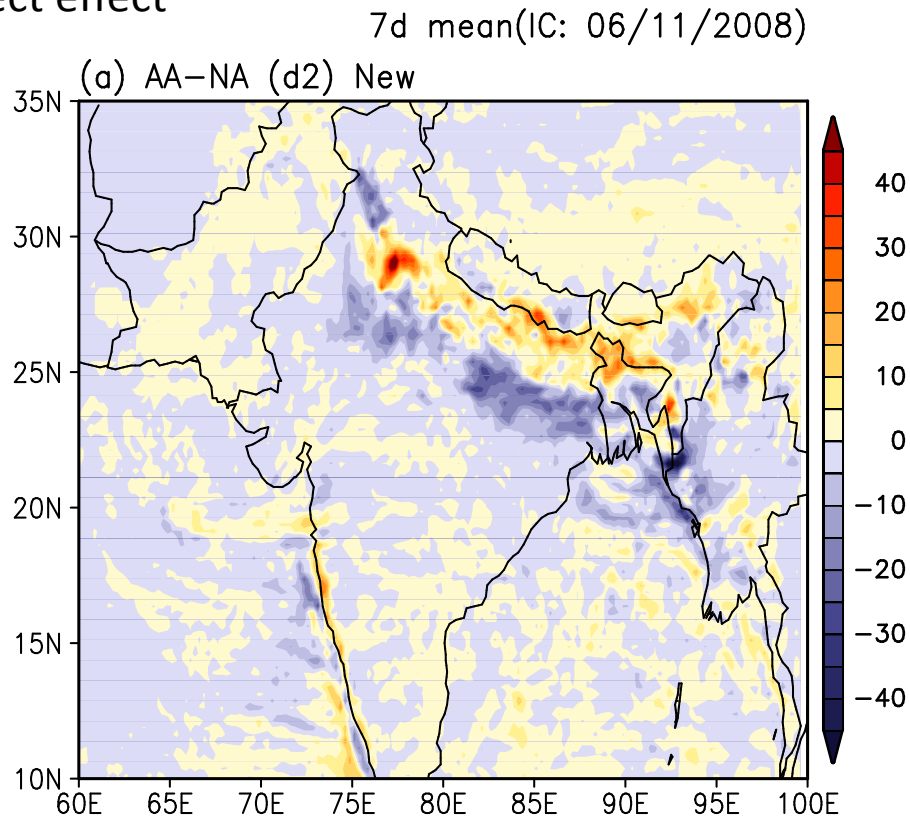 effect
7d mean(IC: 06/11/2008)
(a) AA−NA (d2) New
35N
30N
25N
20N
15N
10N
60E 65E 70E 75E 80E 85E 90E 95E 100E
40
30
20
10
0
−10
−20
−30
−40